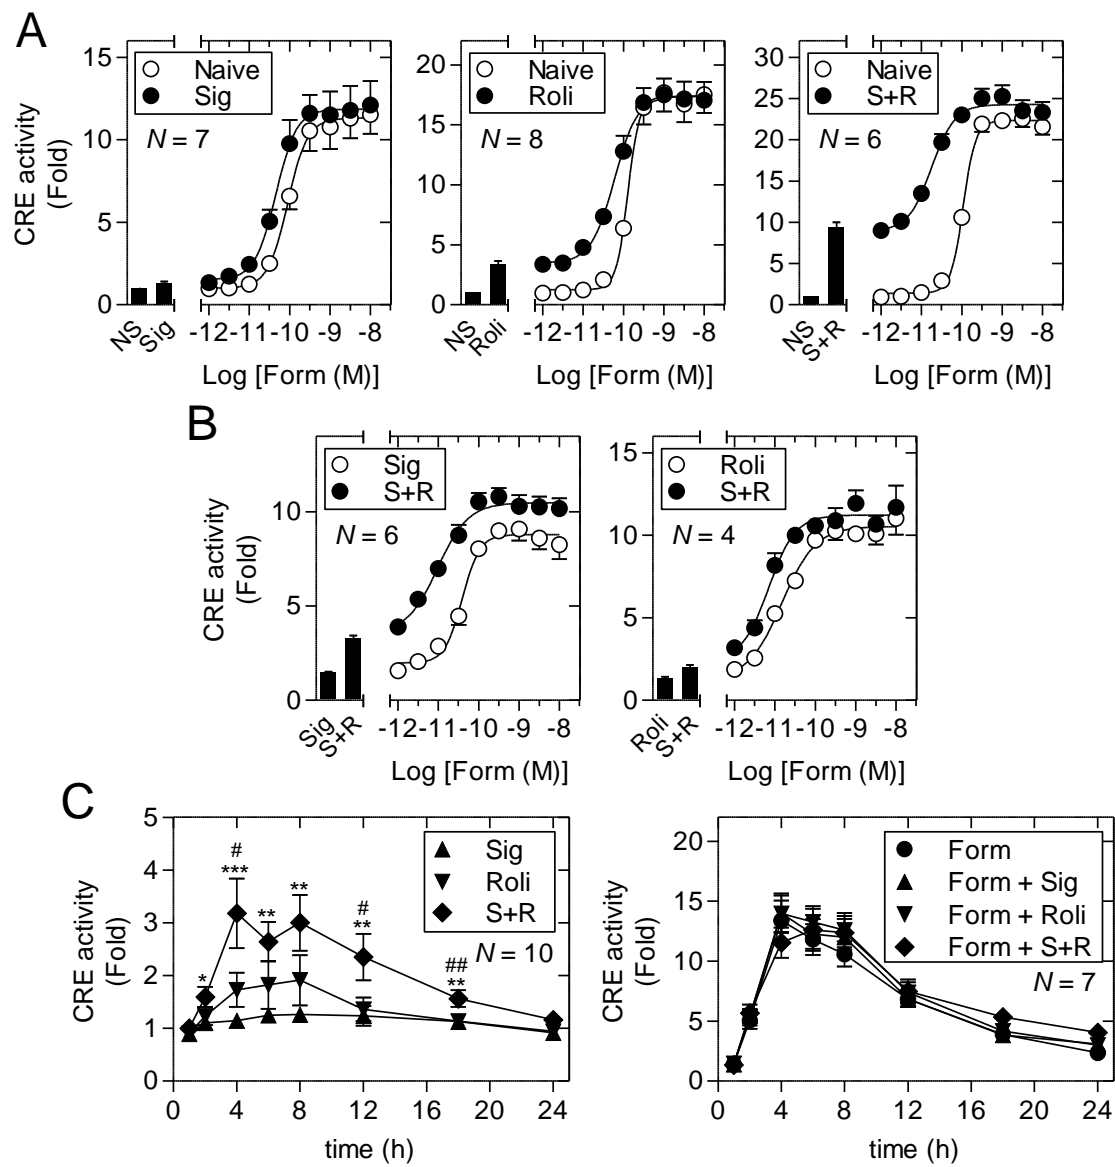 A
CRE activity
(Fold)
15
10
5
0
Naive
Sig
N = 7
NS
Sig
-12 -11 -10 -9 -8
Log [Form (M)]
20
15
10
5
0
Naive
Roli
N = 8
NS
Roli
-12 -11 -10 -9 -8
Log [Form (M)]
30
25
20
15
10
5
0
Naive
S+R
N = 6
NS
S+R
-12 -11 -10 -9 -8
Log [Form (M)]
B
CRE activity
(Fold)
10
5
0
Sig
S+R
N = 6
Sig
S+R
-12 -11 -10 -9 -8
Log [Form (M)]
15
10
5
0
Roli
S+R
N = 4
Roli
S+R
-12 -11 -10 -9 -8
Log [Form (M)]
C
CRE activity
(Fold)
5
4
3
2
1
0
Sig
Roli
S+R
N = 10
*
#
***
**
**
#
**
##
**
0 4 8 12 16 20 24
time (h)
CRE activity
(Fold)
20
15
10
5
0
Form
Form + Sig
Form + Roli
Form + S+R
N = 7
0 4 8 12 16 20 24
time (h)